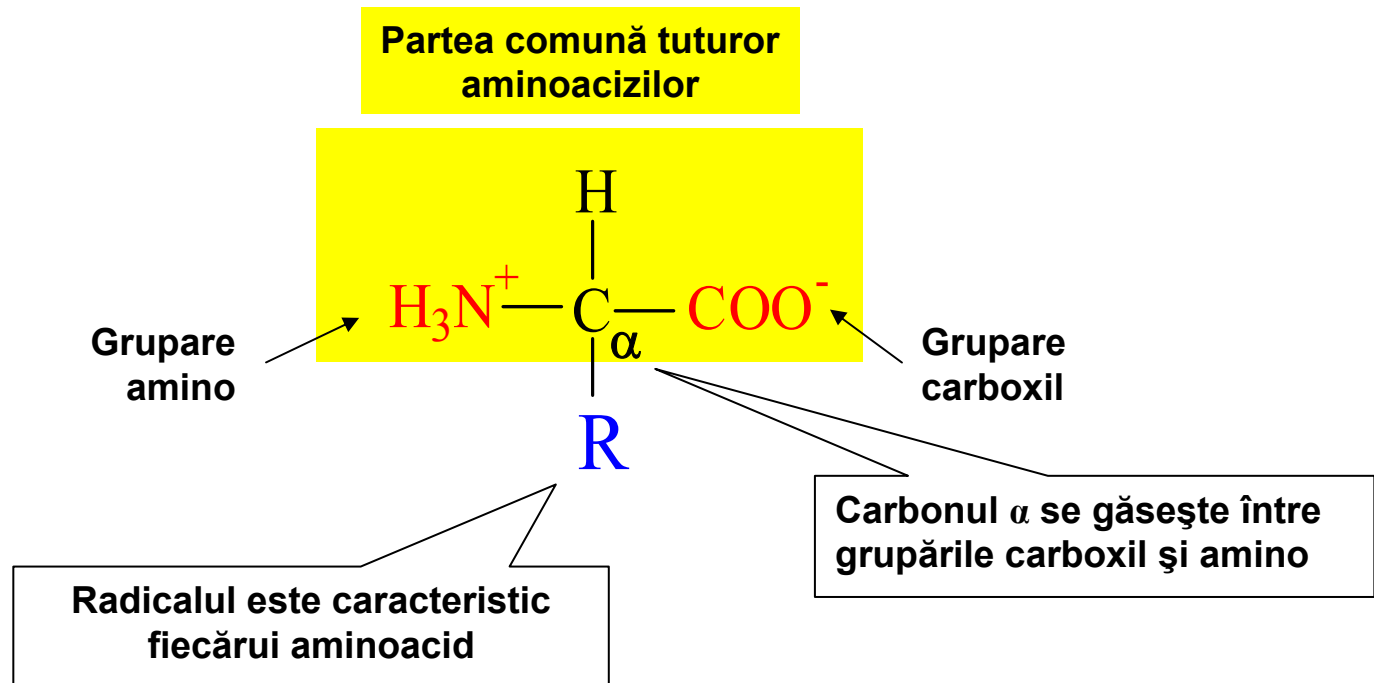 Partea comună tuturor
aminoacizilor
H
H₃N⁺ C COO⁻
α
R
Grupare
amino
Grupare
carboxil
Carbonul α se găseşte între
grupările carboxil şi amino
Radicalul este caracteristic
fiecărui aminoacid